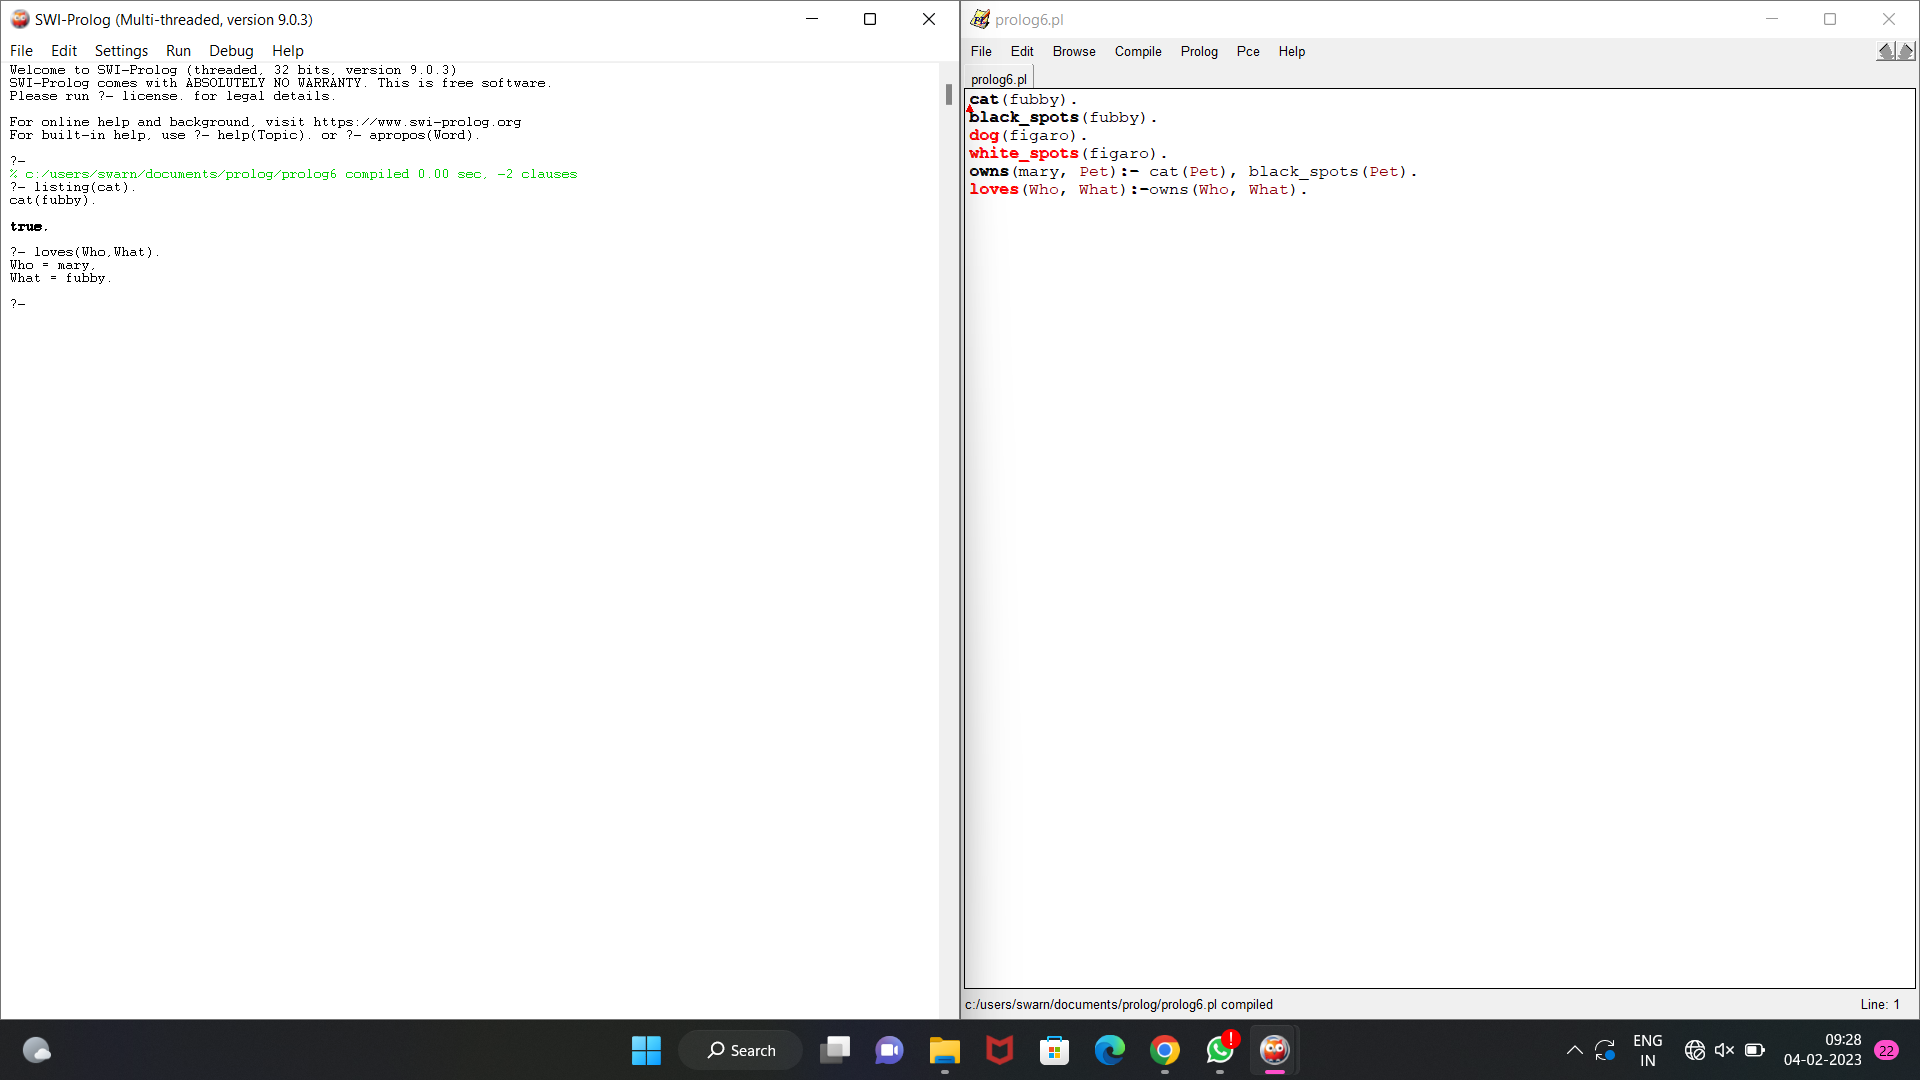 SWI-Prolog (Multi-threaded, version 9.0.3)
File Edit Settings Run Debug Help
Welcome to SWI-Prolog (threaded, 32 bits, version 9.0.3)
SWI-Prolog comes with ABSOLUTELY NO WARRANTY. This is free software.
Please run ?- license. for legal details.
For online help and background, visit https://www.swi-prolog.org
For built-in help, use ?- help(Topic). or ?- apropos(Word).
?-
% c:/users/swarn/documents/prolog/prolog6 compiled 0.00 sec, -2 clauses
?- listing(cat).
cat(fubby).
true.
?- loves(Who,What).
Who = mary,
What = fubby.
?-
prolog6.pl
File Edit Browse Compile Prolog Pce Help
prolog6.pl
cat(fubby).
black_spots(fubby).
dog(figaro).
white_spots(figaro).
owns(mary, Pet):- cat(Pet), black_spots(Pet).
loves(Who, What):-owns(Who, What).
c:/users/swarn/documents/prolog/prolog6.pl compiled
Line: 1
Search
ENG
IN
09:28
04-02-2023
22